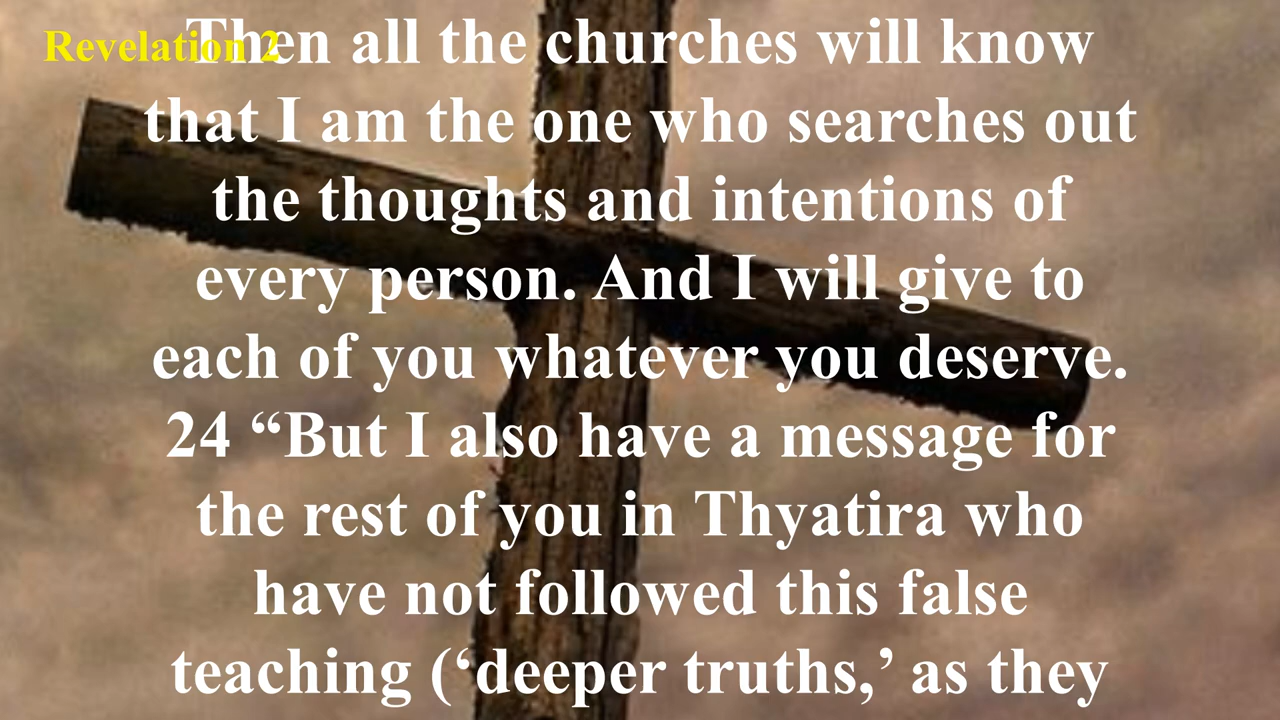 Revelation 2
Then all the churches will know
that I am the one who searches out
the thoughts and intentions of
every person. And I will give to
each of you whatever you deserve.
24 “But I also have a message for
the rest of you in Thyatira who
have not followed this false
teaching (‘deeper truths,’ as they